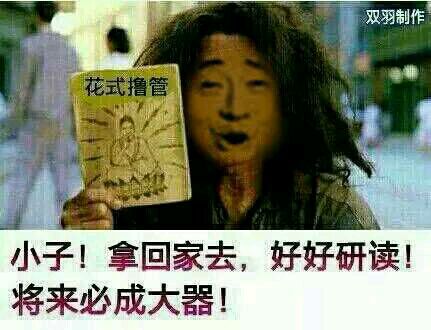 双羽制作
花式撸管
小子！拿回家去，好好研读！
将来必成大器！